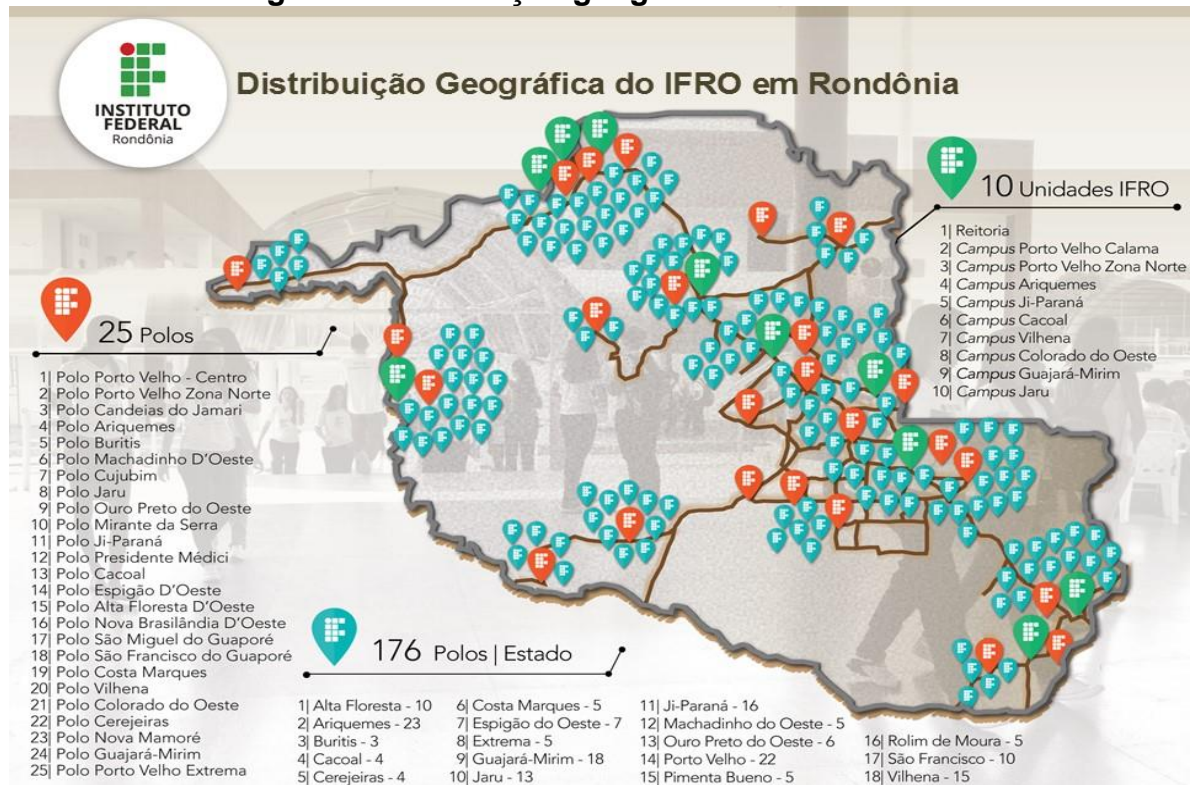 INSTITUTO
FEDERAL
Rondônia
Distribuição Geográfica do IFRO em Rondônia
10 Unidades IFRO
1| Reitoria
2| Campus Porto Velho Calama
3| Campus Porto Velho Zona Norte
4| Campus Ariquemes
5| Campus Ji-Paraná
6| Campus Cacoal
7| Campus Vilhena
8| Campus Colorado do Oeste
9| Campus Guajará-Mirim
10| Campus Jaru
25 Polos
1| Polo Porto Velho - Centro
2| Polo Porto Velho Zona Norte
3| Polo Candeias do Jamari
4| Polo Ariquemes
5| Polo Buritis
6| Polo Machadinho D'Oeste
7| Polo Cujubim
8| Polo Jaru
9| Polo Ouro Preto do Oeste
10| Polo Mirante da Serra
11| Polo Ji-Paraná
12| Polo Presidente Médici
13| Polo Cacoal
14| Polo Espigão D'Oeste
15| Polo Alta Floresta D'Oeste
16| Polo Nova Brasilândia D'Oeste
17| Polo São Miguel do Guaporé
18| Polo São Francisco do Guaporé
19| Polo Costa Marques
20| Polo Vilhena
21| Polo Colorado do Oeste
22| Polo Cerejeiras
23| Polo Nova Mamoré
24| Polo Guajará-Mirim
25| Polo Porto Velho Extrema
176 Polos | Estado
1| Alta Floresta - 10
2| Ariquemes - 23
3| Buritis - 3
4| Cacoal - 4
5| Cerejeiras - 4
6| Costa Marques - 5
7| Espigão do Oeste - 7
8| Extrema - 5
9| Guajará-Mirim - 18
10| Jaru - 13
11| Ji-Paraná - 16
12| Machadinho do Oeste - 5
13| Ouro Preto do Oeste - 6
14| Porto Velho - 22
15| Pimenta Bueno - 5
16| Rolim de Moura - 5
17| São Francisco - 10
18| Vilhena - 15